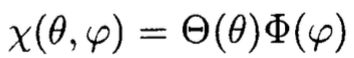 χ(θ, φ) = Θ(θ)Φ(φ)